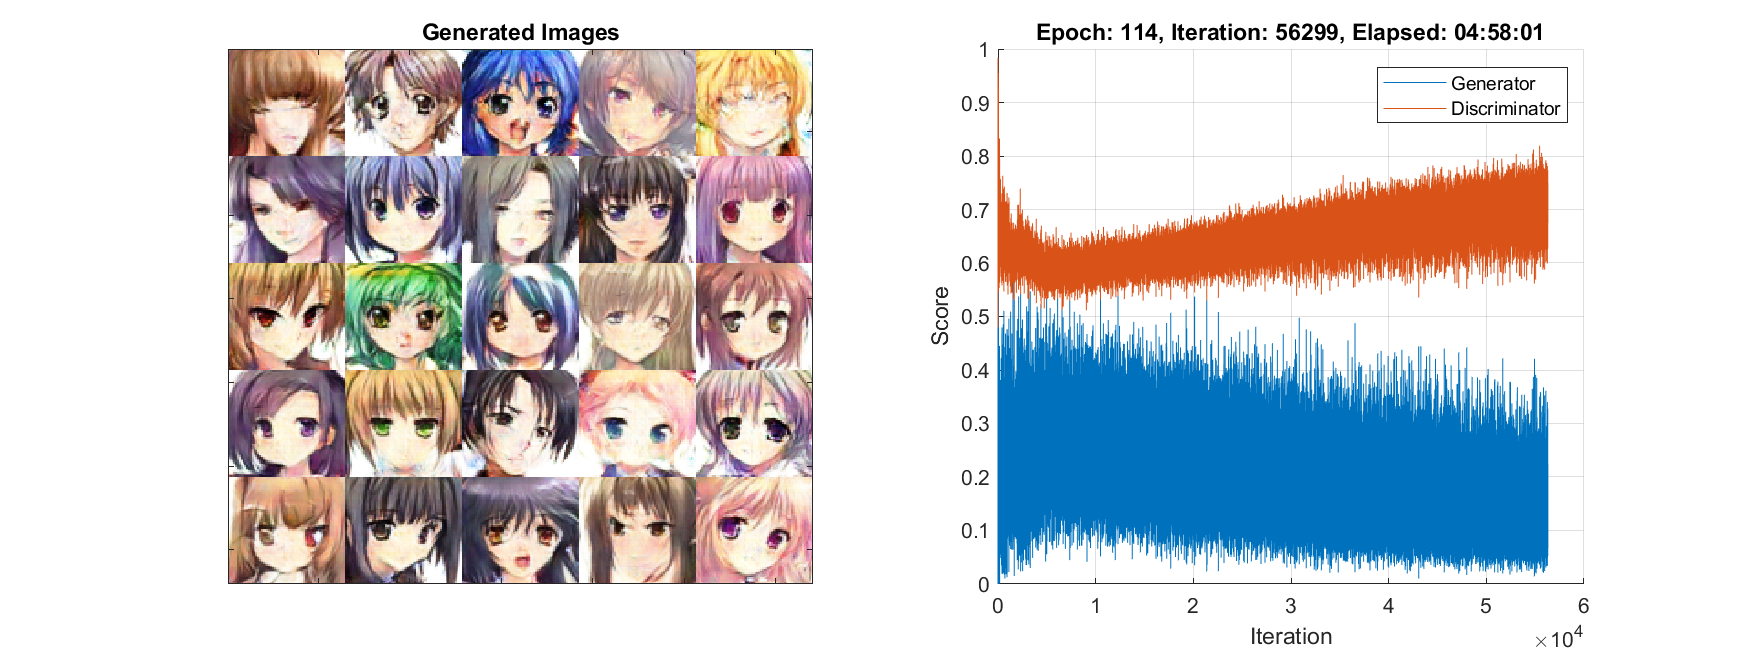 Generated Images
Epoch: 114, Iteration: 56299, Elapsed: 04:58:01
Generator
Discriminator
1
0.9
0.8
0.7
0.6
0.5
0.4
0.3
0.2
0.1
0
Score
0 1 2 3 4 5 6
Iteration
×10⁴